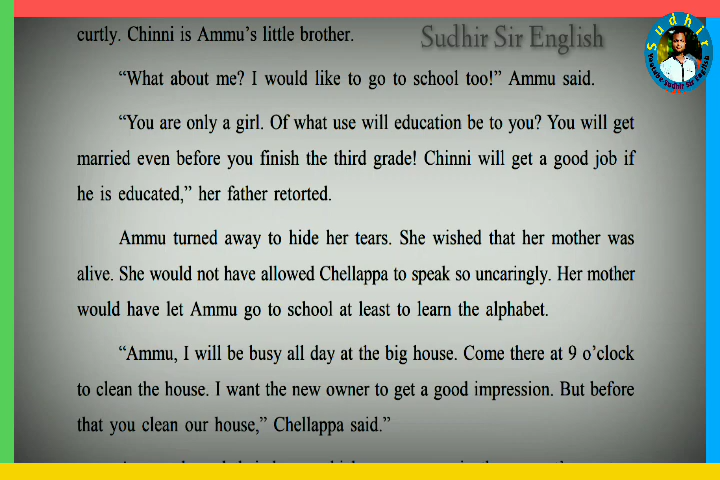 curtly. Chinni is Ammu's little brother.
Sudhir Sir English
Sudhir
Youtube Sudhir Sir English
"What about me? I would like to go to school too!" Ammu said.
"You are only a girl. Of what use will education be to you? You will get
married even before you finish the third grade! Chinni will get a good job if
he is educated," her father retorted.
Ammu turned away to hide her tears. She wished that her mother was
alive. She would not have allowed Chellappa to speak so uncaringly. Her mother
would have let Ammu go to school at least to learn the alphabet.
"Ammu, I will be busy all day at the big house. Come there at 9 o'clock
to clean the house. I want the new owner to get a good impression. But before
that you clean our house," Chellappa said."